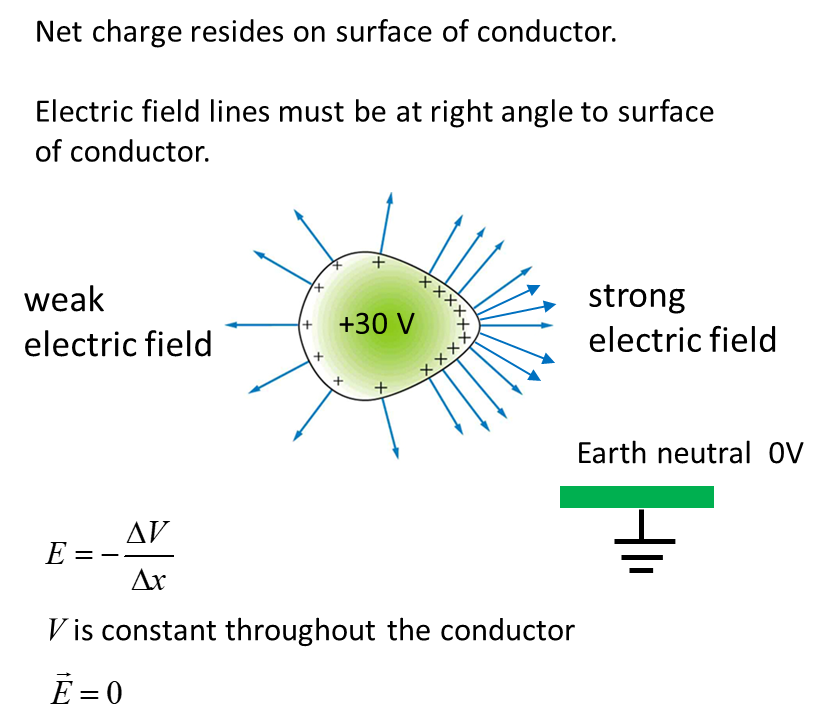 Net charge resides on surface of conductor.
Electric field lines must be at right angle to surface
of conductor.
weak
electric field
+30 V
strong
electric field
Earth neutral 0V
E = -ΔV/Δx
V is constant throughout the conductor
E⃗ = 0